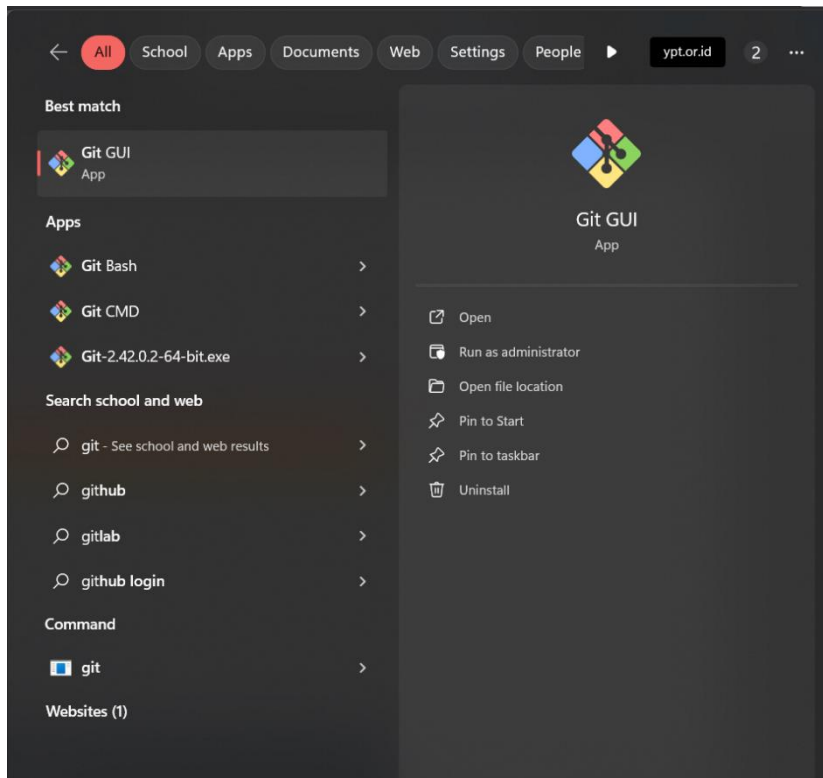 All School Apps Documents Web Settings People ypt.or.id 2 ...
Best match
Git GUI
App
Apps
Git Bash
Git CMD
Git-2.42.0.2-64-bit.exe
Search school and web
git - See school and web results
github
gitlab
github login
Command
git
Websites (1)
Git GUI
App
Open
Run as administrator
Open file location
Pin to Start
Pin to taskbar
Uninstall